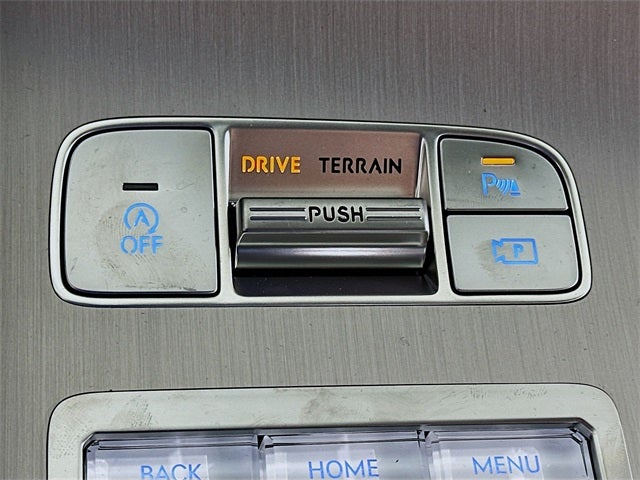 DRIVE TERRAIN
PUSH
A
OFF
P
P
BACK HOME MENU